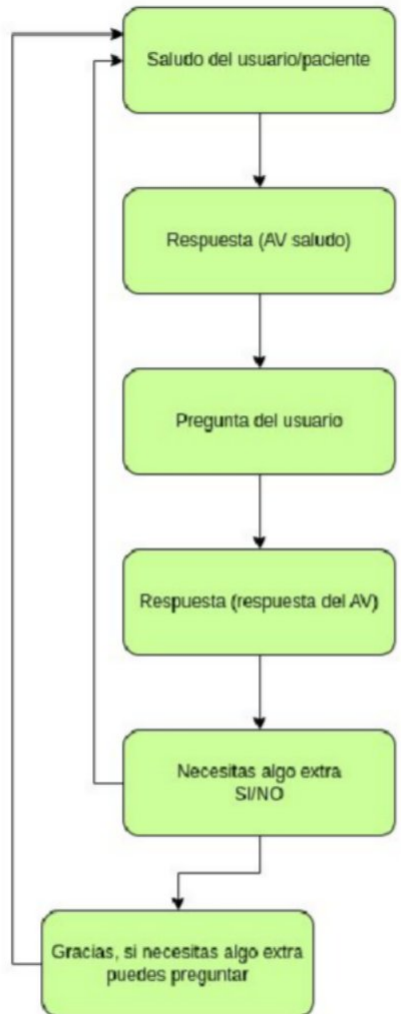 Saludo del usuario/paciente
Respuesta (AV saludo)
Pregunta del usuario
Respuesta (respuesta del AV)
Necesitas algo extra
SI/NO
Gracias, si necesitas algo extra
puedes preguntar